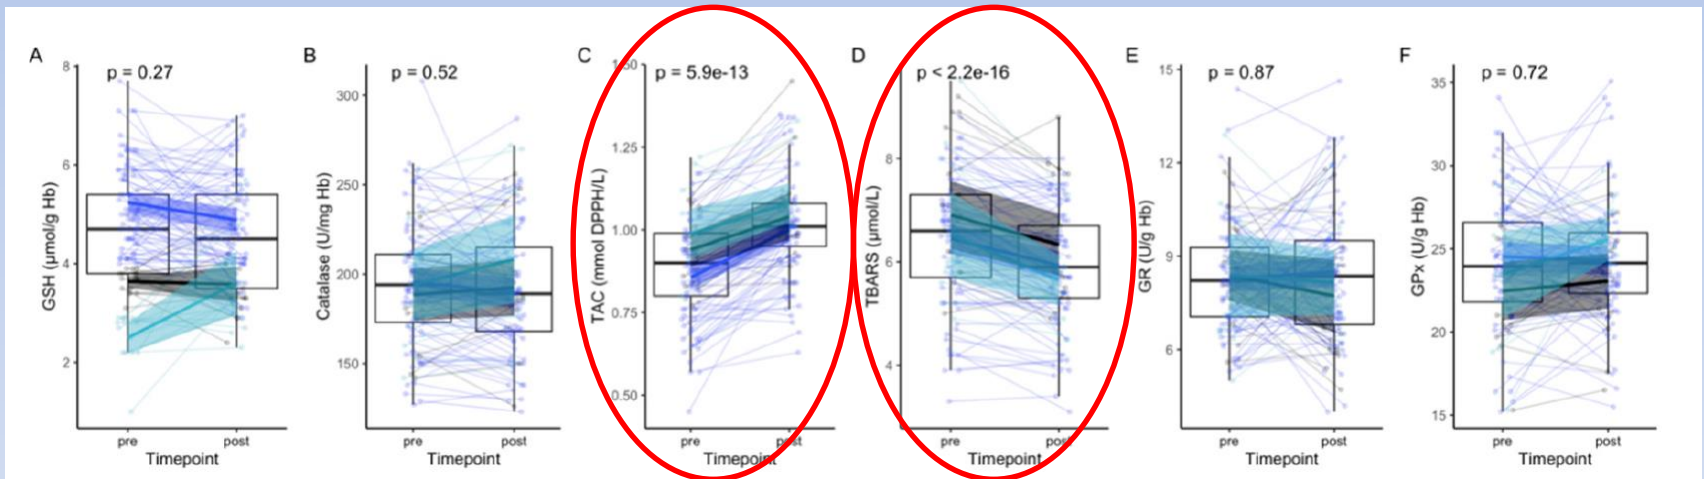 A
p = 0.27
GSH (μmol/g Hb)
8
6
4
2
pre
post
Timepoint
B
p = 0.52
Catalase (U/mg Hb)
300
250
200
150
pre
post
Timepoint
C
p = 5.9e-13
TAC (mmol DPPH/L)
1.50
1.25
1.00
0.75
0.50
pre
post
Timepoint
D
p < 2.2e-16
TBARS (μmol/L)
8
6
4
pre
post
Timepoint
E
p = 0.87
GR (U/g Hb)
15
12
9
6
pre
post
Timepoint
F
p = 0.72
GPx (U/g Hb)
35
30
25
20
15
pre
post
Timepoint